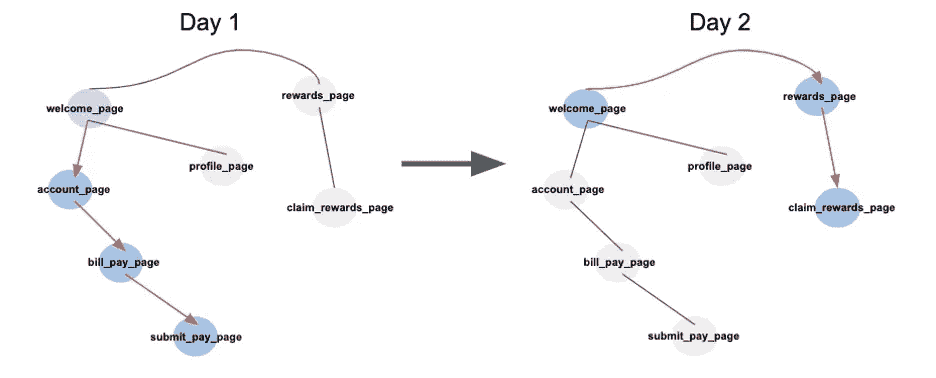 Day 1
welcome_page
rewards_page
profile_page
account_page
claim_rewards_page
bill_pay_page
submit_pay_page
Day 2
welcome_page
rewards_page
profile_page
account_page
claim_rewards_page
bill_pay_page
submit_pay_page